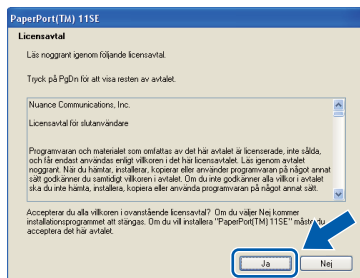 PaperPort(TM) 11SE
Licensavtal
Läs noggrant igenom följande licensavtal.
Tryck på PgDn för att visa resten av avtalet.
Nuance Communications, Inc.
Licensavtal för slutanvändare
Programvaran och materialet som omfattas av det här avtalet är licenserade, inte sålda,
och får endast användas enligt villkoren i det här licensavtalet. Läs igenom avtalet
noggrant. När du hämtar, installerar, kopierar eller använder programvaran på något annat
sätt godkänner du samtidigt villkoren i avtalet. Om du inte godkänner alla villkor i avtalet
ska du inte hämta, installera, kopiera eller använda programvaran på något annat sätt.
Accepterar du alla villkoren i ovanstående licensavtal? Om du väljer Nej kommer
installationsprogrammet att stängas. Om du vill installera "PaperPort(TM) 11SE" måste du
acceptera det här avtalet.
Ja
Nej